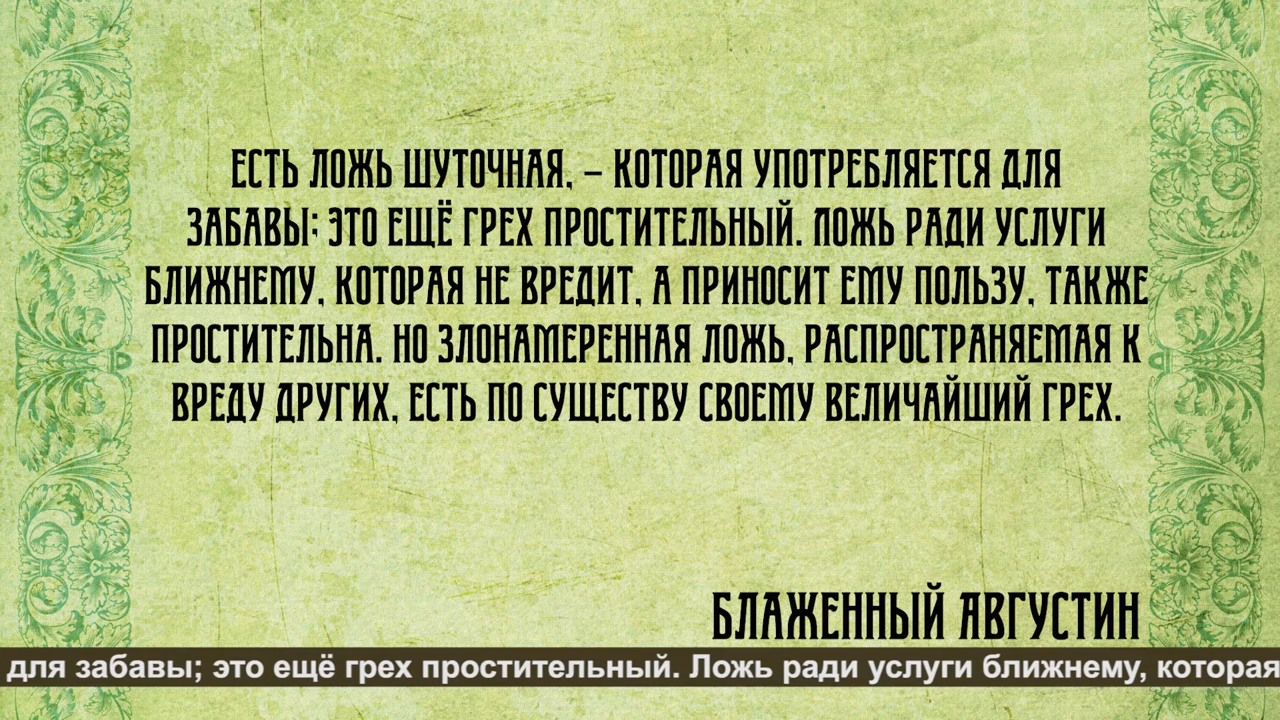 ЕСТЬ ЛОЖЬ ШУТОЧНАЯ, – КОТОРАЯ УПОТРЕБЛЯЕТСЯ ДЛЯ
ЗАБАВЫ; ЭТО ЕЩЁ ГРЕХ ПРОСТИТЕЛЬНЫЙ. ЛОЖЬ РАДИ УСЛУГИ
БЛИЖНЕМУ, КОТОРАЯ НЕ ВРЕДИТ, А ПРИНОСИТ ЕМУ ПОЛЬЗУ, ТАКЖЕ
ПРОСТИТЕЛЬНА. НО ЗЛОНАМЕРЕННАЯ ЛОЖЬ, РАСПРОСТРАНЯЕМАЯ К
ВРЕДУ ДРУГИХ, ЕСТЬ ПО СУЩЕСТВУ СВОЕМУ ВЕЛИЧАЙШИЙ ГРЕХ.
БЛАЖЕННЫЙ АВГУСТИН
для забавы; это ещё грех простительный. Ложь ради услуги ближнему, которая